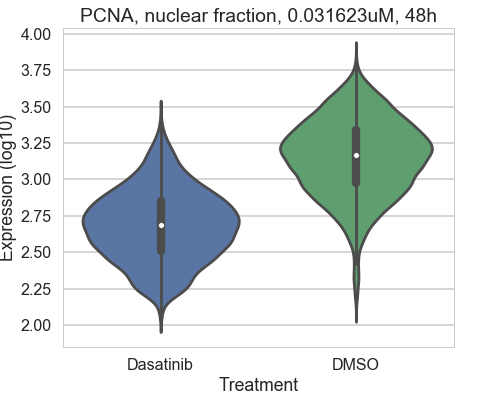 PCNA, nuclear fraction, 0.031623uM, 48h
Expression (log10)
4.00
3.75
3.50
3.25
3.00
2.75
2.50
2.25
2.00
Dasatinib DMSO
Treatment